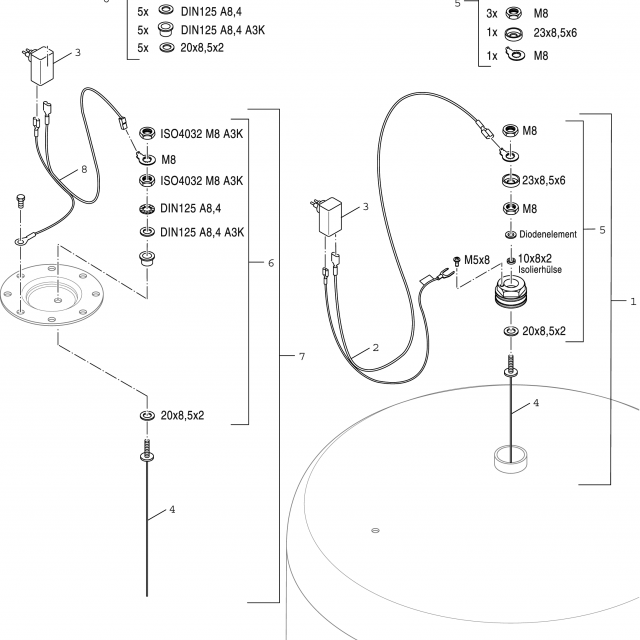 5x DIN125 A8,4
5x DIN125 A8,4 A3K
5x 20x8,5x2
5
3x M8
1x 23x8,5x6
1x M8
3
ISO4032 M8 A3K
M8
8
ISO4032 M8 A3K
DIN125 A8,4
DIN125 A8,4 A3K
6
7
20x8,5x2
4
M8
23x8,5x6
3
M8
5
Diodenelement
M5x8
10x8x2
Isolierhülse
1
20x8,5x2
2
4